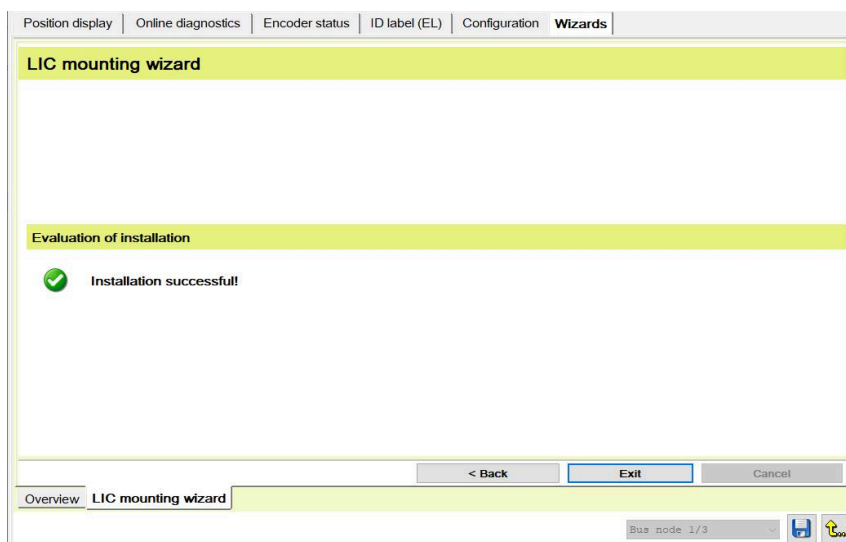 Position display Online diagnostics Encoder status ID label (EL) Configuration Wizards
LIC mounting wizard
Evaluation of installation
Installation successful!
< Back Exit Cancel
Overview LIC mounting wizard
Bus node 1/3